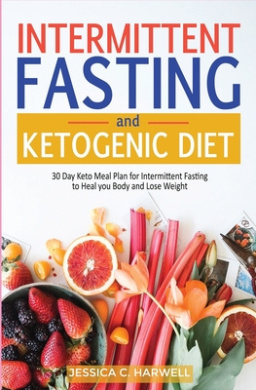 INTERMITTENT
FASTING
and
KETOGENIC DIET
30 Day Keto Meal Plan for Intermittent Fasting
to Heal you Body and Lose Weight
JESSICA C. HARWELL